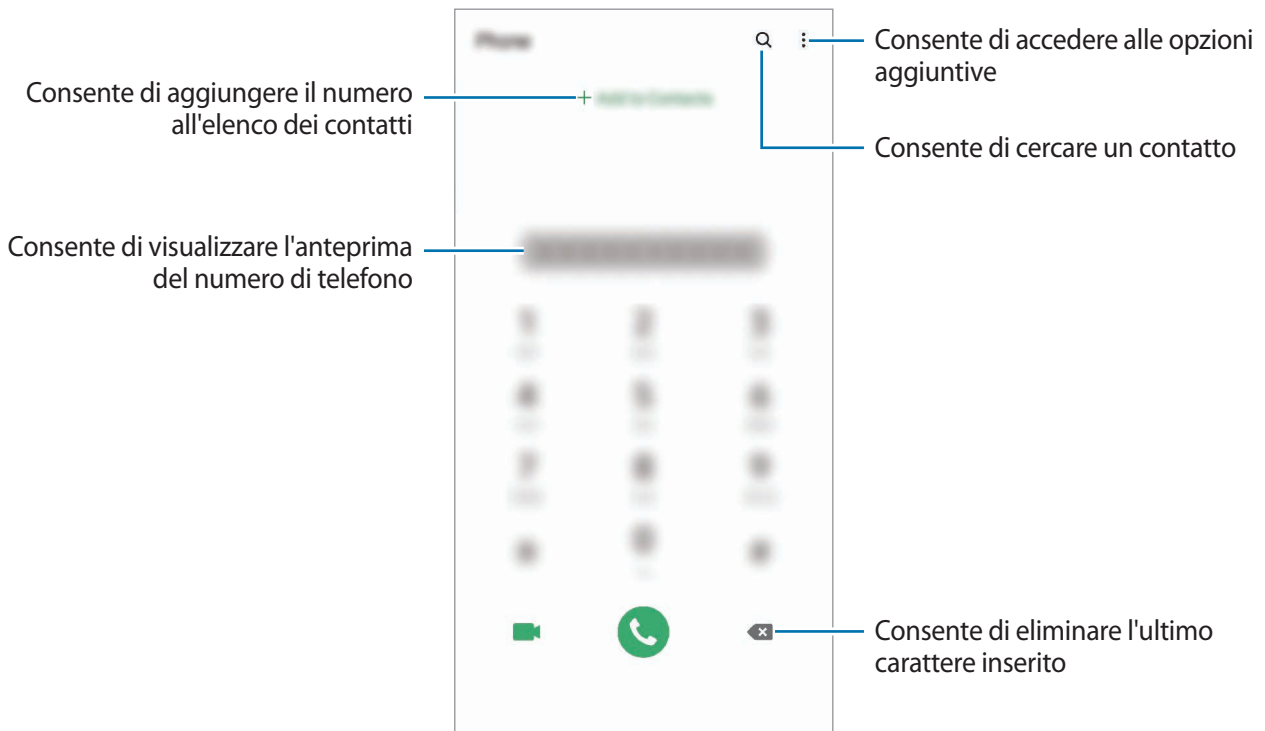 Consente di accedere alle opzioni
aggiuntive
Consente di aggiungere il numero
all'elenco dei contatti
Consente di cercare un contatto
Consente di visualizzare l'anteprima
del numero di telefono
Consente di eliminare l'ultimo
carattere inserito